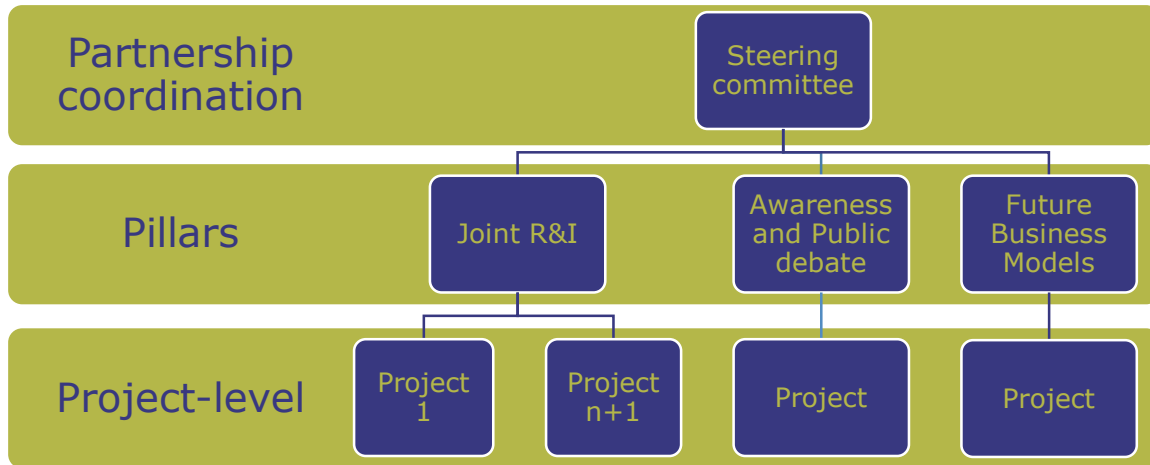 Partnership
coordination
Steering
committee
Pillars
Joint R&I
Awareness
and Public
debate
Future
Business
Models
Project-level
Project
1
Project
n+1
Project
Project